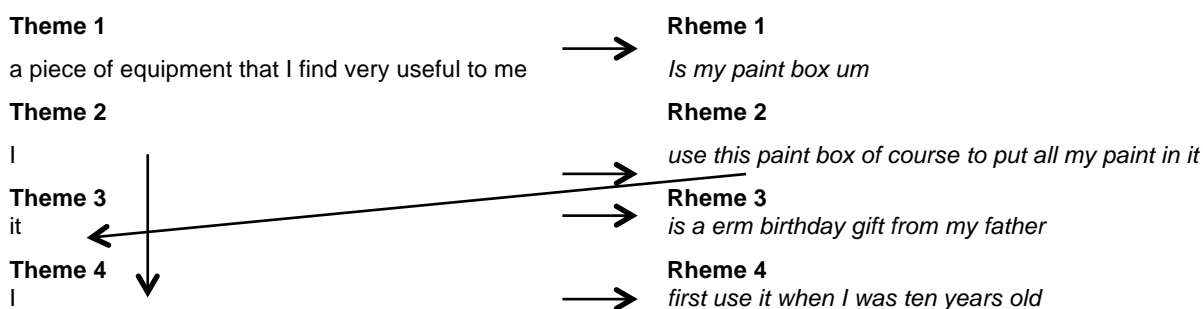 Theme 1 Rheme 1
a piece of equipment that I find very useful to me Is my paint box um
Theme 2 Rheme 2
I use this paint box of course to put all my paint in it
Theme 3 Rheme 3
it is a erm birthday gift from my father
Theme 4 Rheme 4
I first use it when I was ten years old